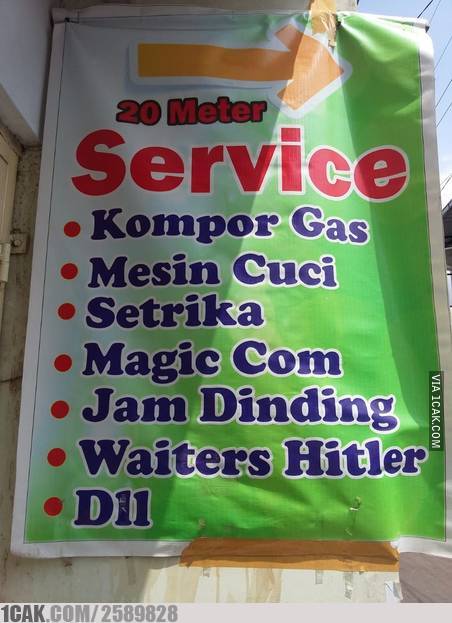 20 Meter
Service
• Kompor Gas
• Mesin Cuci
• Setrika
• Magic Com
• Jam Dinding
• Waiters Hitler
• Dll
VIA 1CAK.COM
1CAK.COM/2589828